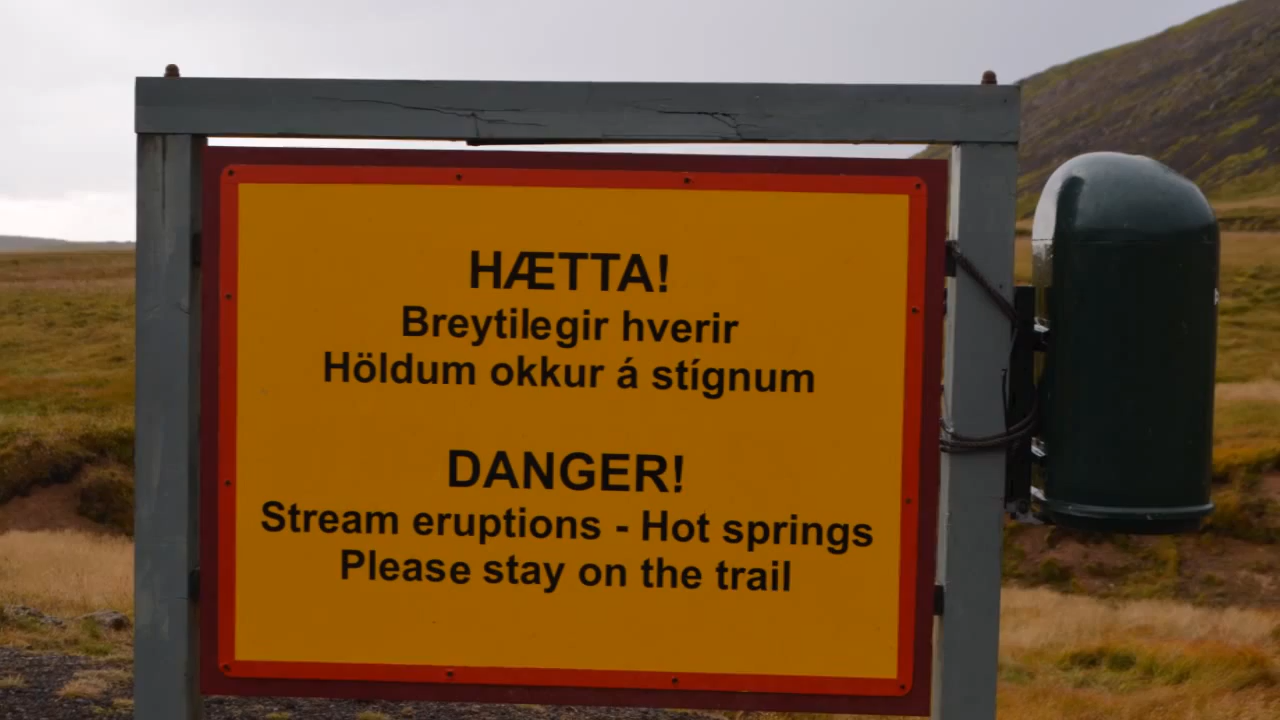 HÆTTA!
Breytilegir hverir
Höldum okkur á stígnum
DANGER!
Stream eruptions - Hot springs
Please stay on the trail